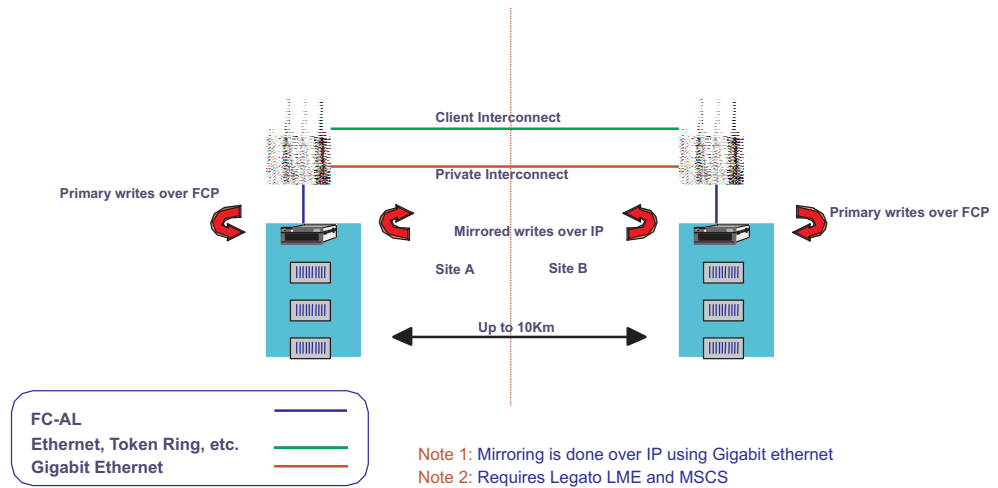 Client Interconnect
Private Interconnect
Primary writes over FCP
Mirrored writes over IP
Primary writes over FCP
Site A
Site B
Up to 10Km
FC-AL
Ethernet, Token Ring, etc.
Gigabit Ethernet
Note 1: Mirroring is done over IP using Gigabit ethernet
Note 2: Requires Legato LME and MSCS